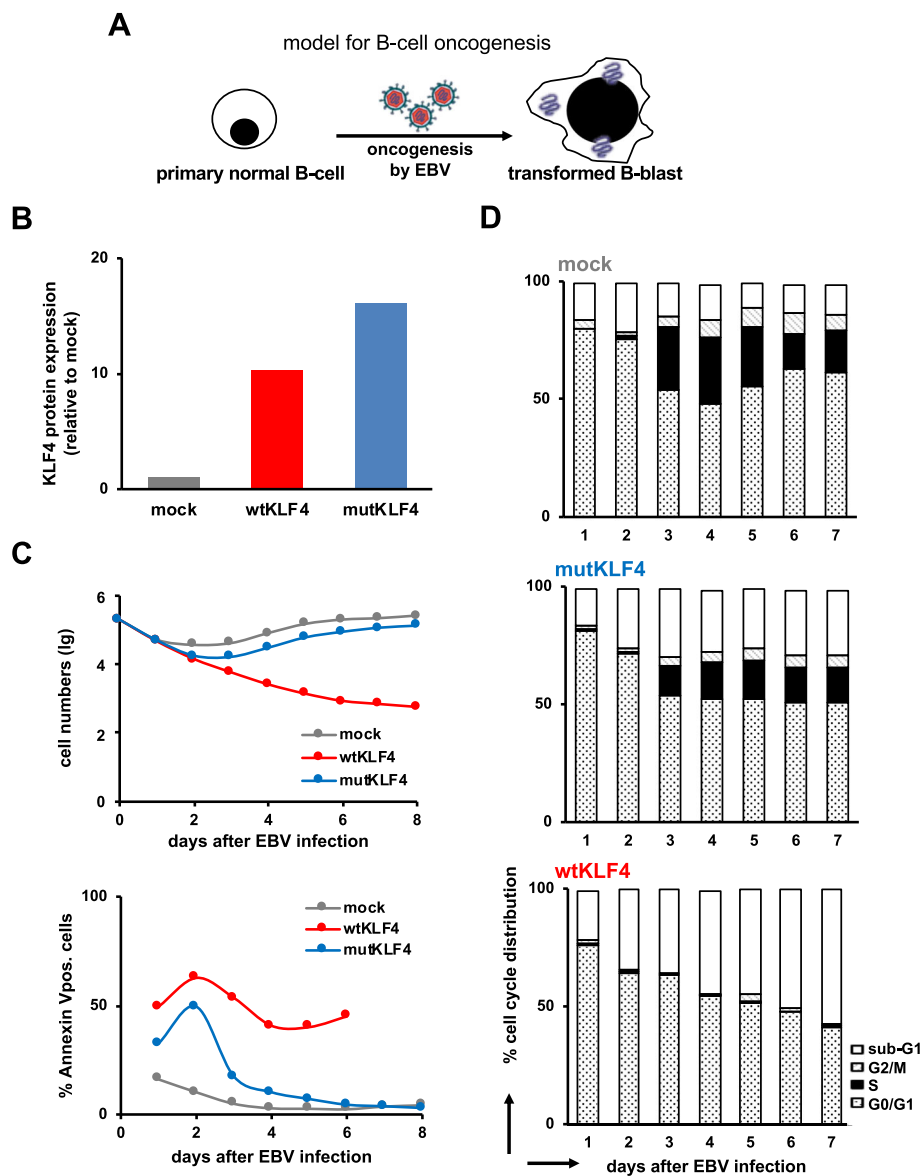 A
model for B-cell oncogenesis
oncogenesis
by EBV
primary normal B-cell
transformed B-blast
B
KLF4 protein expression
(relative to mock)
20
10
0
mock wtKLF4 mutKLF4
C
cell numbers (lg)
6
4
2
0
mock
wtKLF4
mutKLF4
0 2 4 6 8
days after EBV infection
% Annexin Vpos. cells
100
50
0
mock
wtKLF4
mutKLF4
0 2 4 6 8
days after EBV infection
D
mock
100
50
0
1 2 3 4 5 6 7
mutKLF4
100
50
0
1 2 3 4 5 6 7
wtKLF4
% cell cycle distribution
100
50
0
1 2 3 4 5 6 7
days after EBV infection
sub-G1
G2/M
S
G0/G1